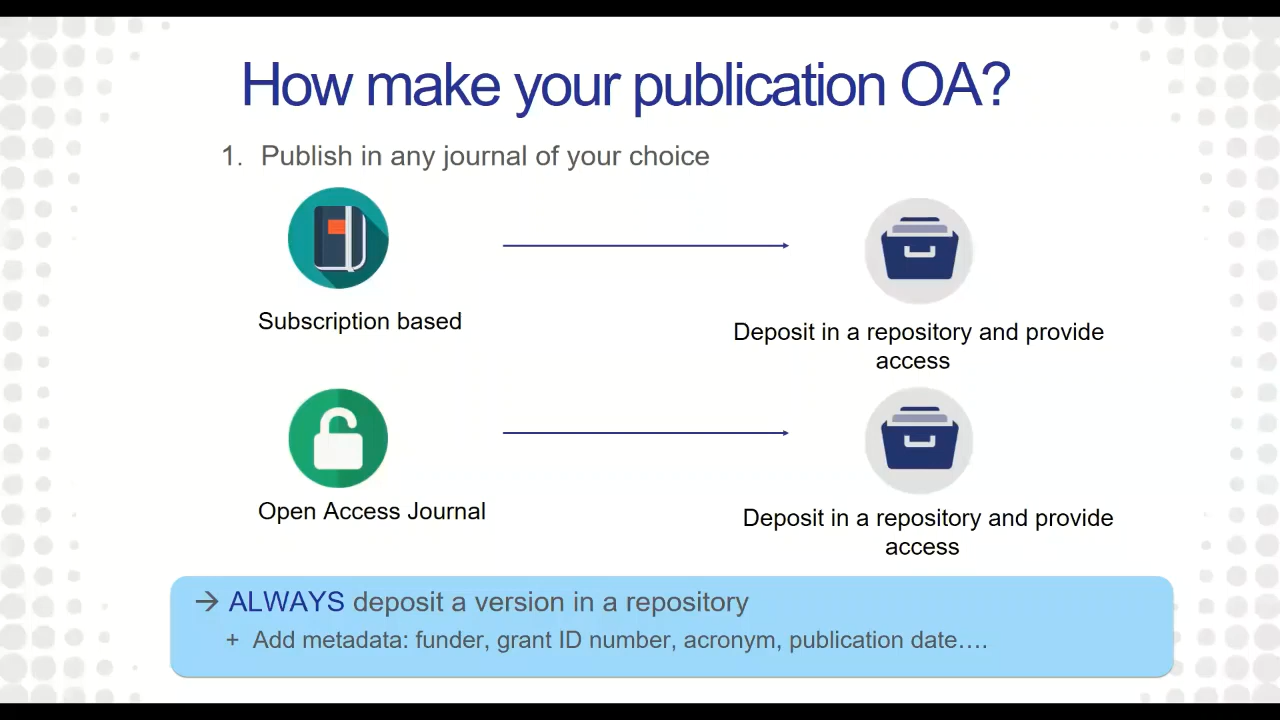 How make your publication OA?
1. Publish in any journal of your choice
Subscription based
Deposit in a repository and provide
access
Open Access Journal
Deposit in a repository and provide
access
→ ALWAYS deposit a version in a repository
+ Add metadata: funder, grant ID number, acronym, publication date….